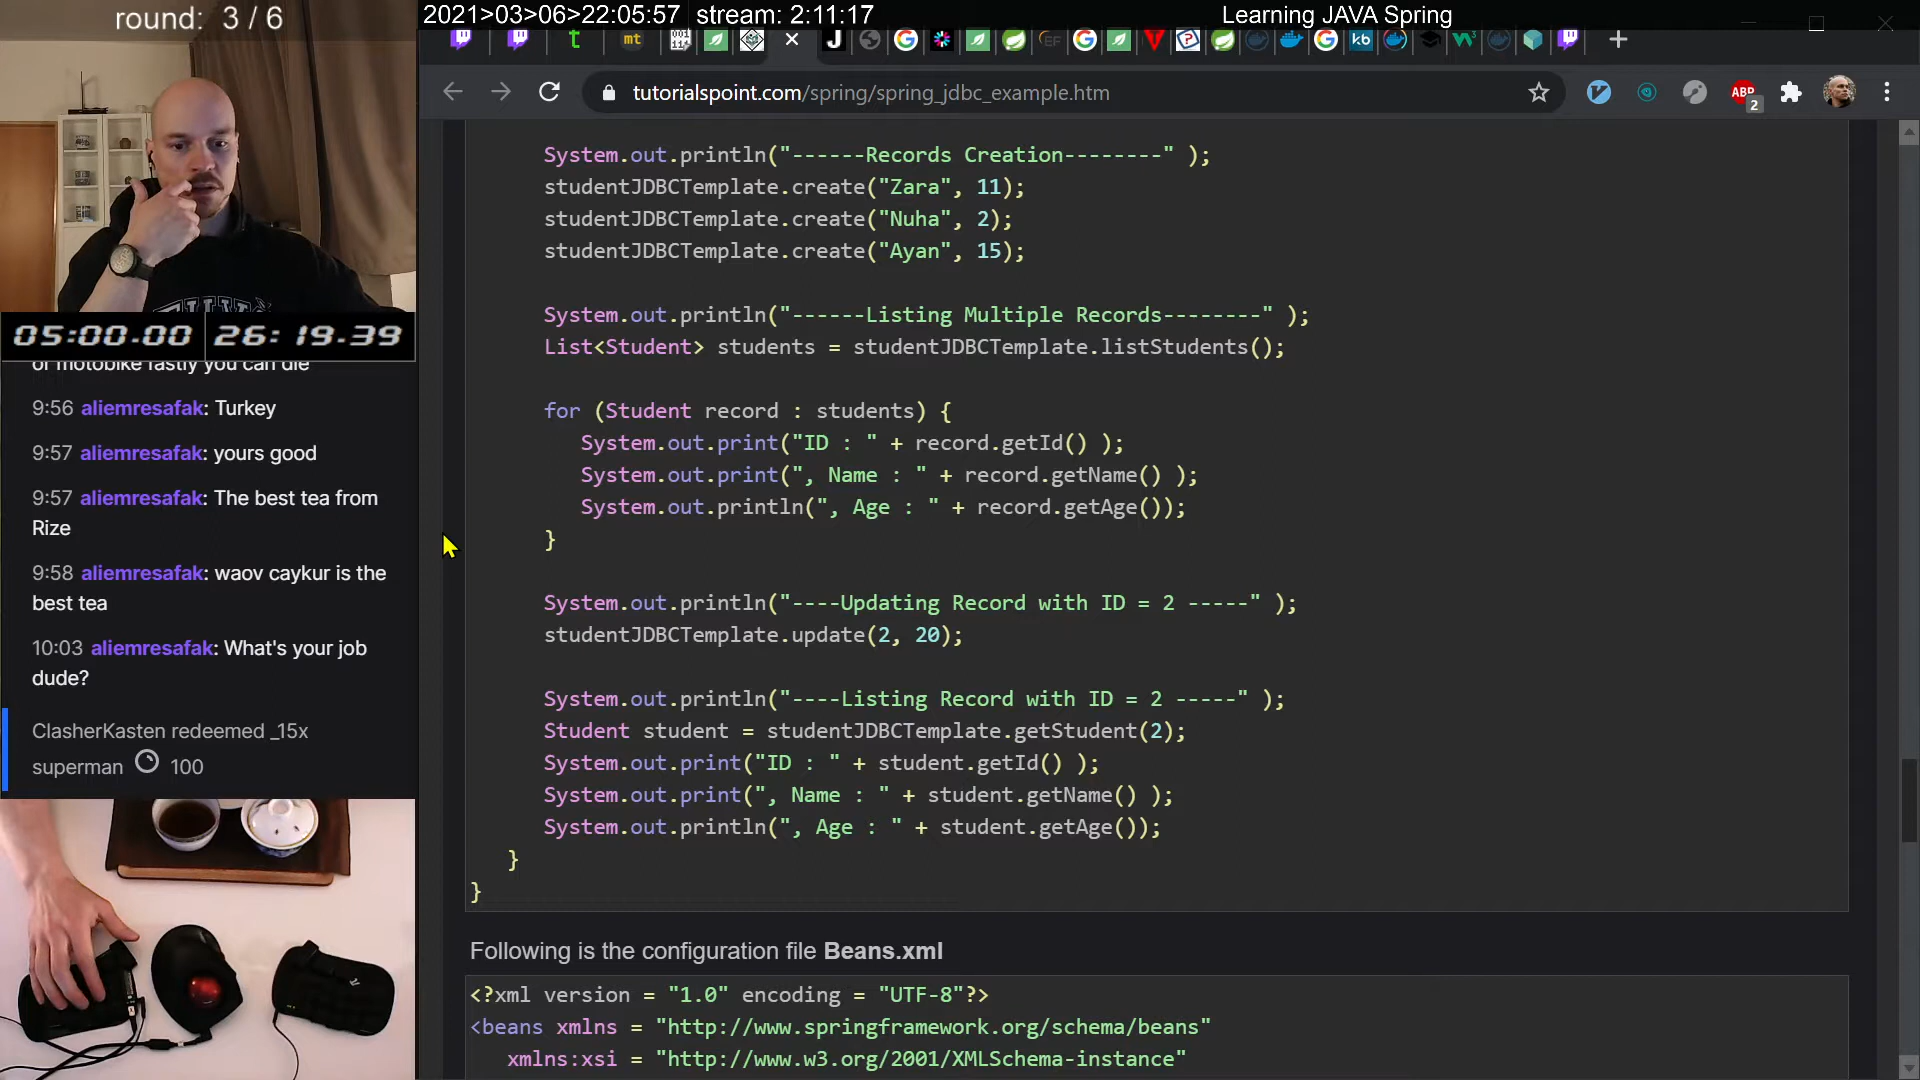 round: 3 / 6
2021>03>06>22:05:57 stream: 2:11:17
Learning JAVA Spring
tutorialspoint.com/spring/spring_jdbc_example.htm
ABP
2
05:00.00 26:19.39
or motobike fastly you can die
9:56 aliemresafak: Turkey
9:57 aliemresafak: yours good
9:57 aliemresafak: The best tea from
Rize
9:58 aliemresafak: waov caykur is the
best tea
10:03 aliemresafak: What's your job
dude?
ClasherKasten redeemed _15x
superman 100
System.out.println("------Records Creation--------" );
studentJDBCTemplate.create("Zara", 11);
studentJDBCTemplate.create("Nuha", 2);
studentJDBCTemplate.create("Ayan", 15);
System.out.println("------Listing Multiple Records--------" );
List<Student> students = studentJDBCTemplate.listStudents();
for (Student record : students) {
System.out.print("ID : " + record.getId() );
System.out.print(", Name : " + record.getName() );
System.out.println(", Age : " + record.getAge());
}
System.out.println("----Updating Record with ID = 2 -----" );
studentJDBCTemplate.update(2, 20);
System.out.println("----Listing Record with ID = 2 -----" );
Student student = studentJDBCTemplate.getStudent(2);
System.out.print("ID : " + student.getId() );
System.out.print(", Name : " + student.getName() );
System.out.println(", Age : " + student.getAge());
}
}
Following is the configuration file Beans.xml
<?xml version = "1.0" encoding = "UTF-8"?>
<beans xmlns = "http://www.springframework.org/schema/beans"
xmlns:xsi = "http://www.w3.org/2001/XMLSchema-instance"